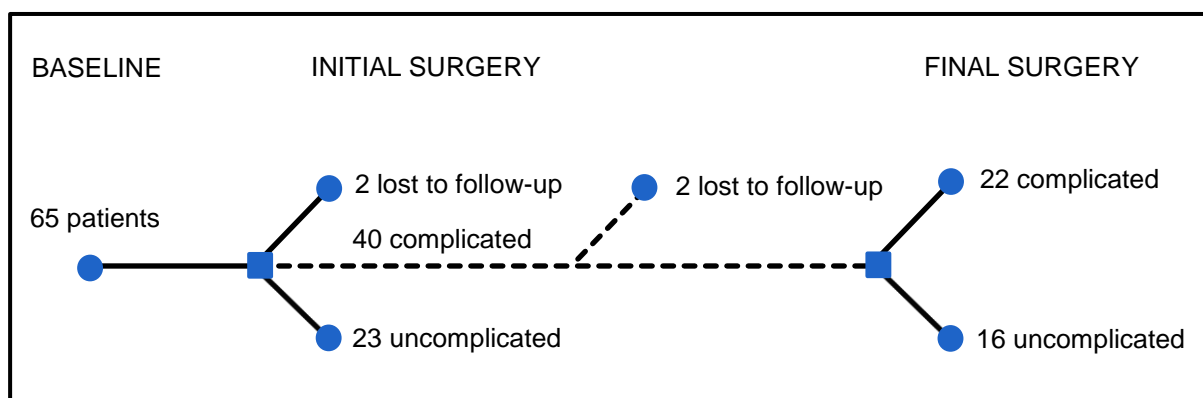 BASELINE
INITIAL SURGERY
FINAL SURGERY
2 lost to follow-up
2 lost to follow-up
22 complicated
65 patients
40 complicated
23 uncomplicated
16 uncomplicated